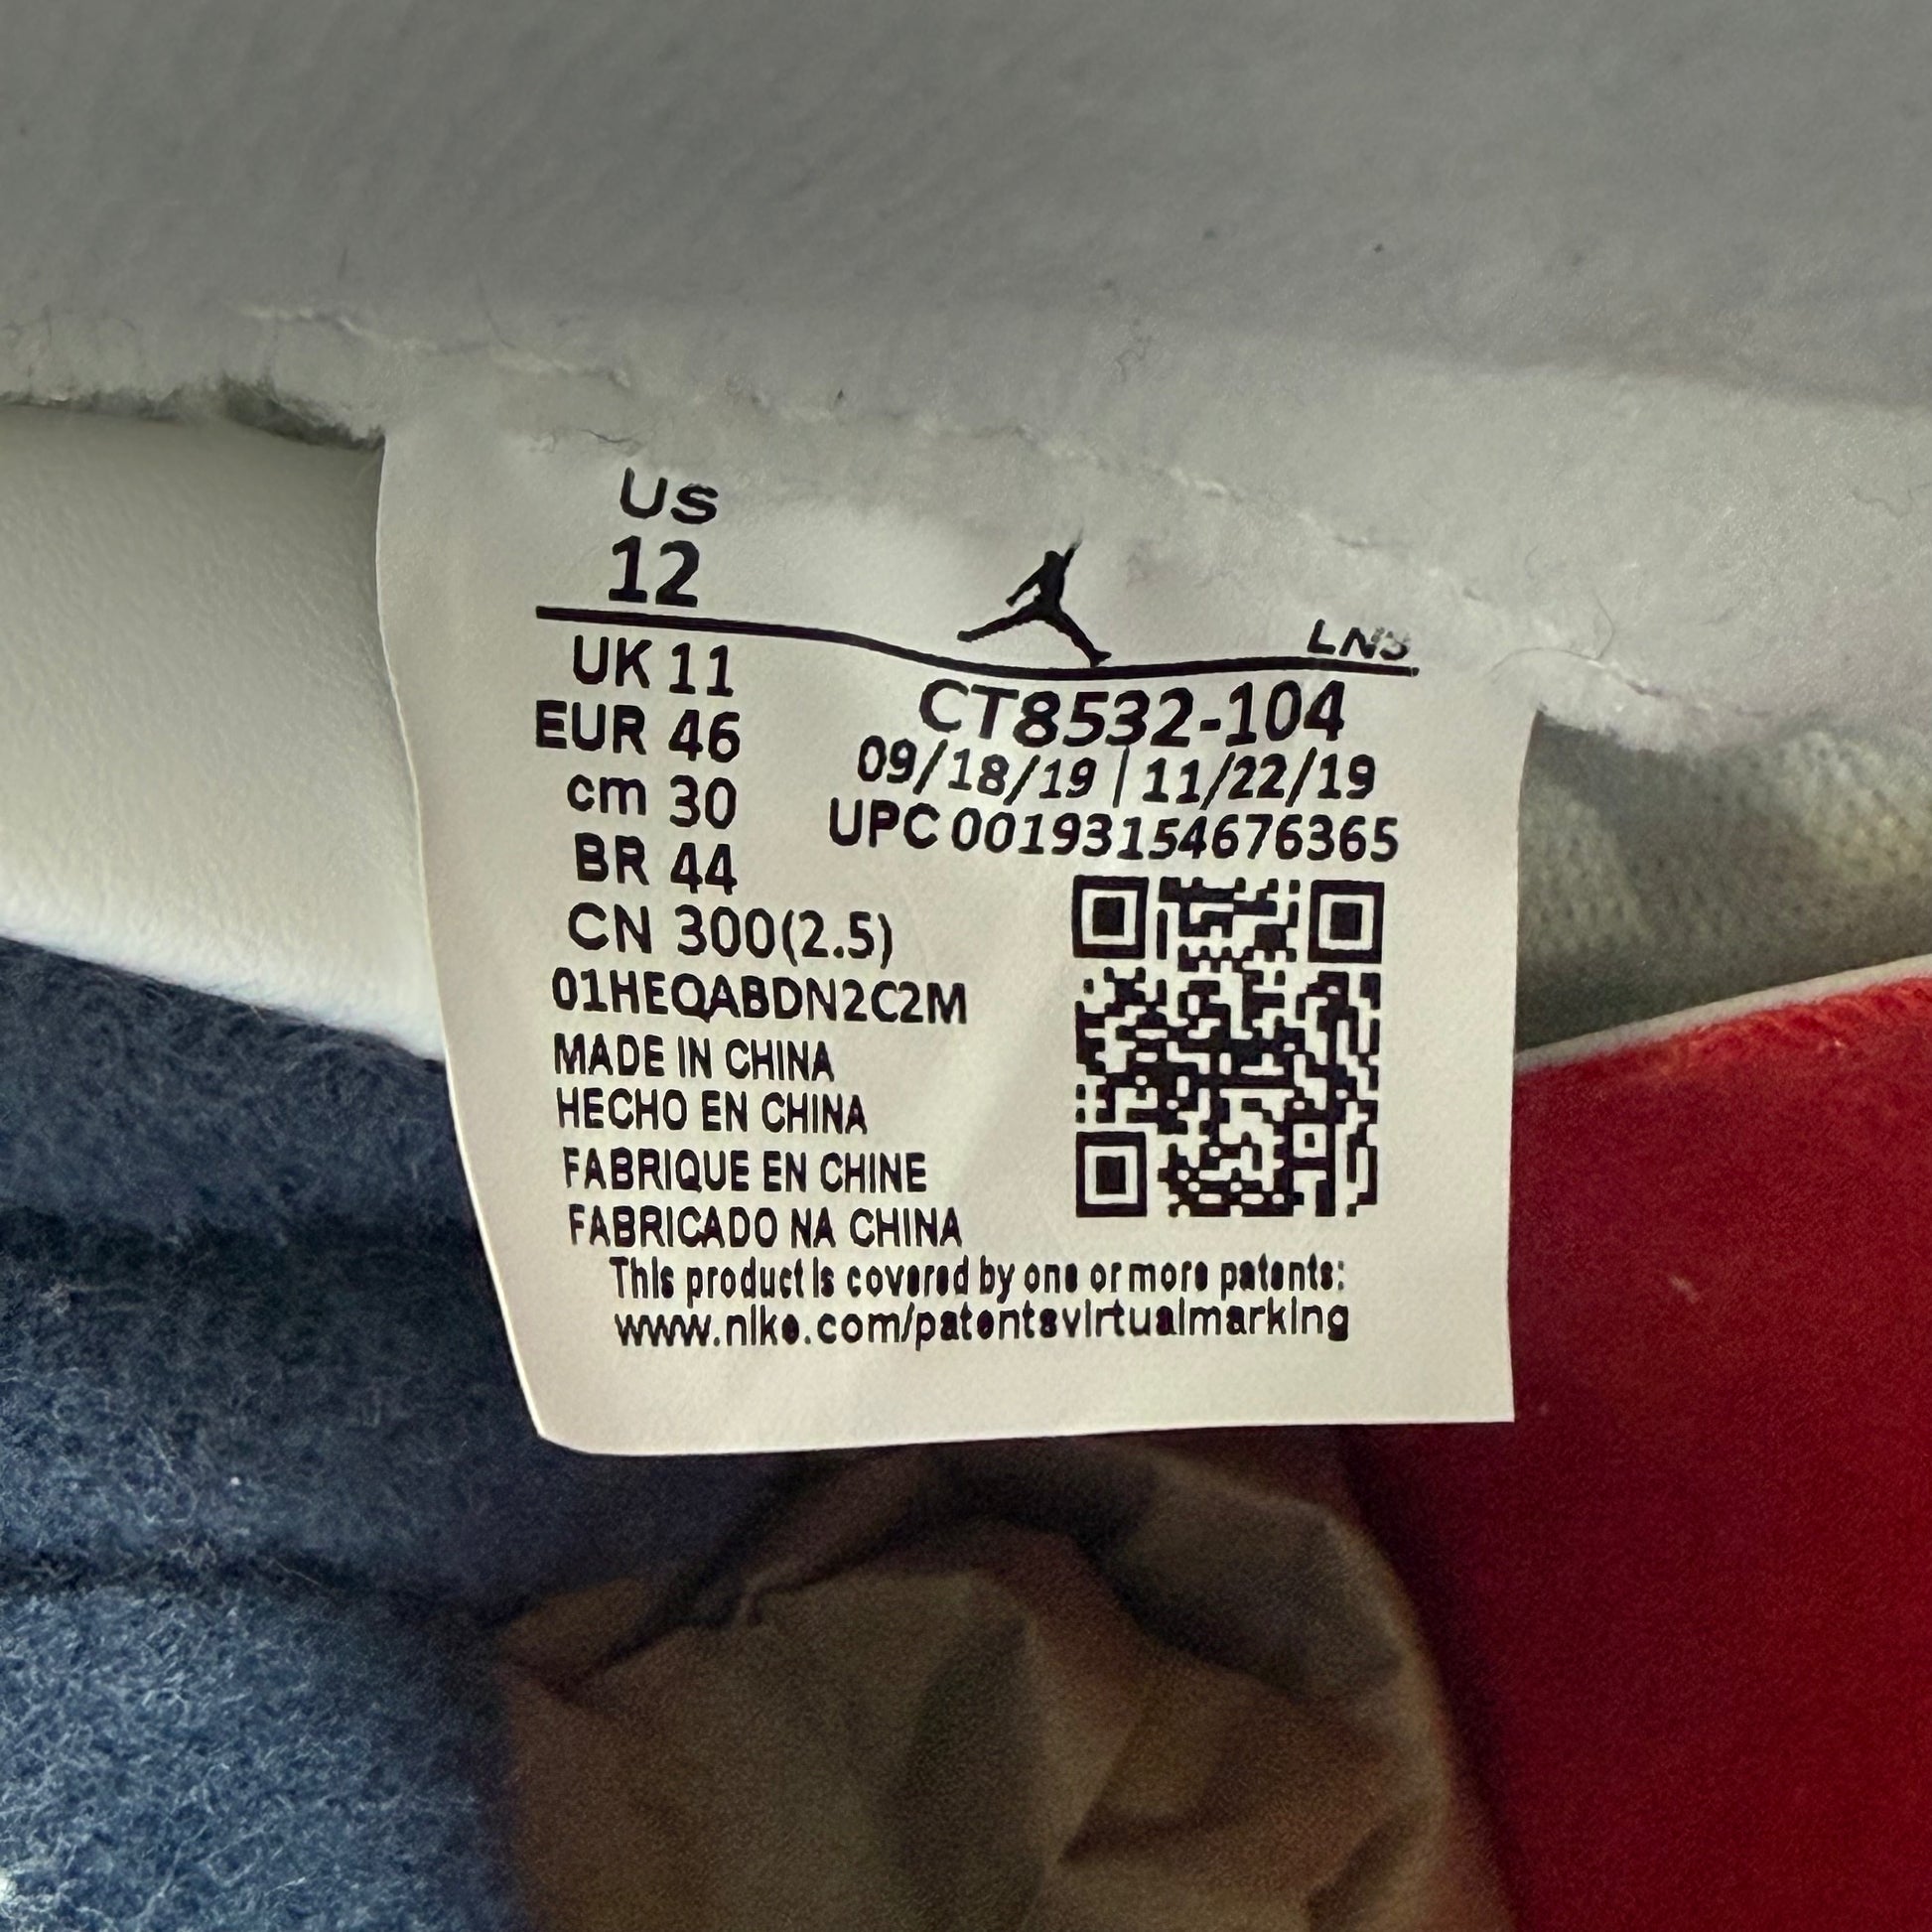 US
12
LN3
UK 11
EUR 46
cm 30
BR 44
CN 300(2.5)
CT8532-104
09/18/19 | 11/22/19
UPC 00193154676365
01HEQABDN2C2M
MADE IN CHINA
HECHO EN CHINA
FABRIQUE EN CHINE
FABRICADO NA CHINA
This product is covered by one or more patents:
www.nike.com/patentsvirtualmarking